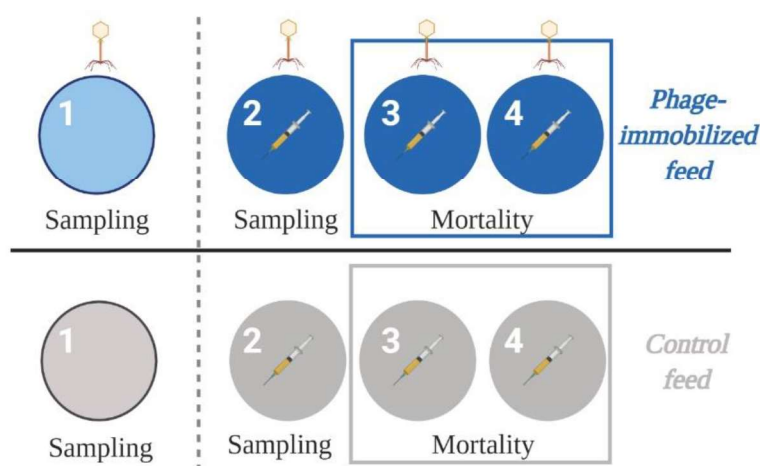 1
2
3
4
Phage-
immobilized
feed
Sampling
Sampling
Mortality
1
2
3
4
Control
feed
Sampling
Sampling
Mortality